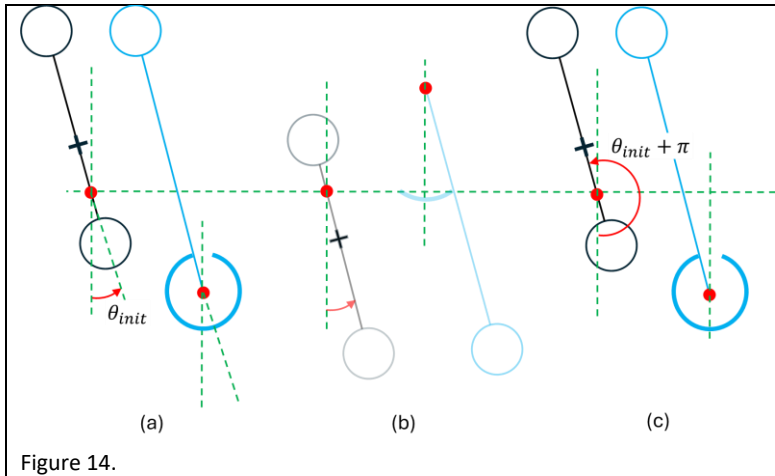 θinit + π
θinit
(a)
(b)
(c)
Figure 14.